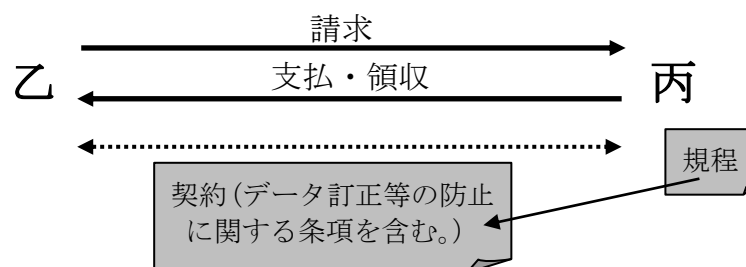 請求
乙
支払・領収
丙
規程
契約(データ訂正等の防止
に関する条項を含む。)